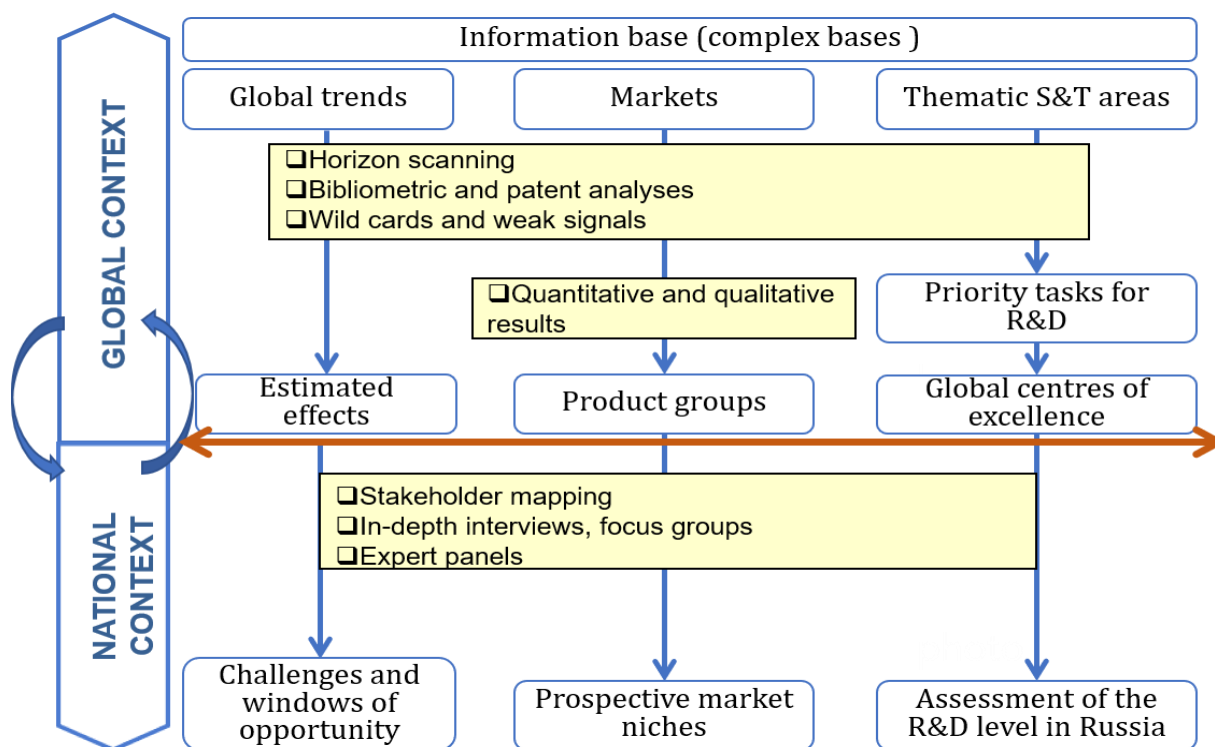 Information base (complex bases )
Global trends
Markets
Thematic S&T areas
GLOBAL CONTEXT
❑Horizon scanning
❑Bibliometric and patent analyses
❑Wild cards and weak signals
❑Quantitative and qualitative
results
Priority tasks for
R&D
Estimated
effects
Product groups
Global centres of
excellence
NATIONAL
CONTEXT
❑Stakeholder mapping
❑In-depth interviews, focus groups
❑Expert panels
Challenges and
windows of
opportunity
Prospective market
niches
Assessment of the
R&D level in Russia